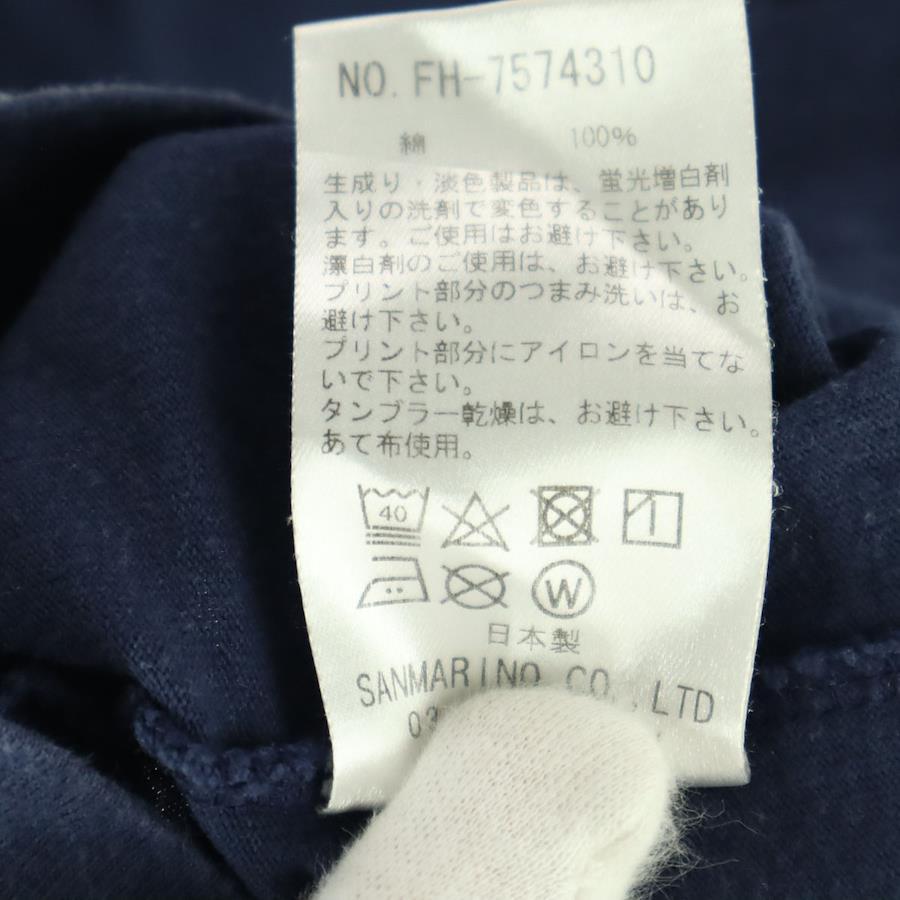 NO. FH-7574310
綿 100%
生成り・淡色製品は、蛍光増白剤
入りの洗剤で変色することがあり
ます。ご使用はお避け下さい。
漂白剤のご使用は、お避け下さい。
プリント部分のつまみ洗いは、お
避け下さい。
プリント部分にアイロンを当てな
いで下さい。
タンブラー乾燥は、お避け下さい。
あて布使用。
40
W
日本製
SANMARINO CO.,LTD
03